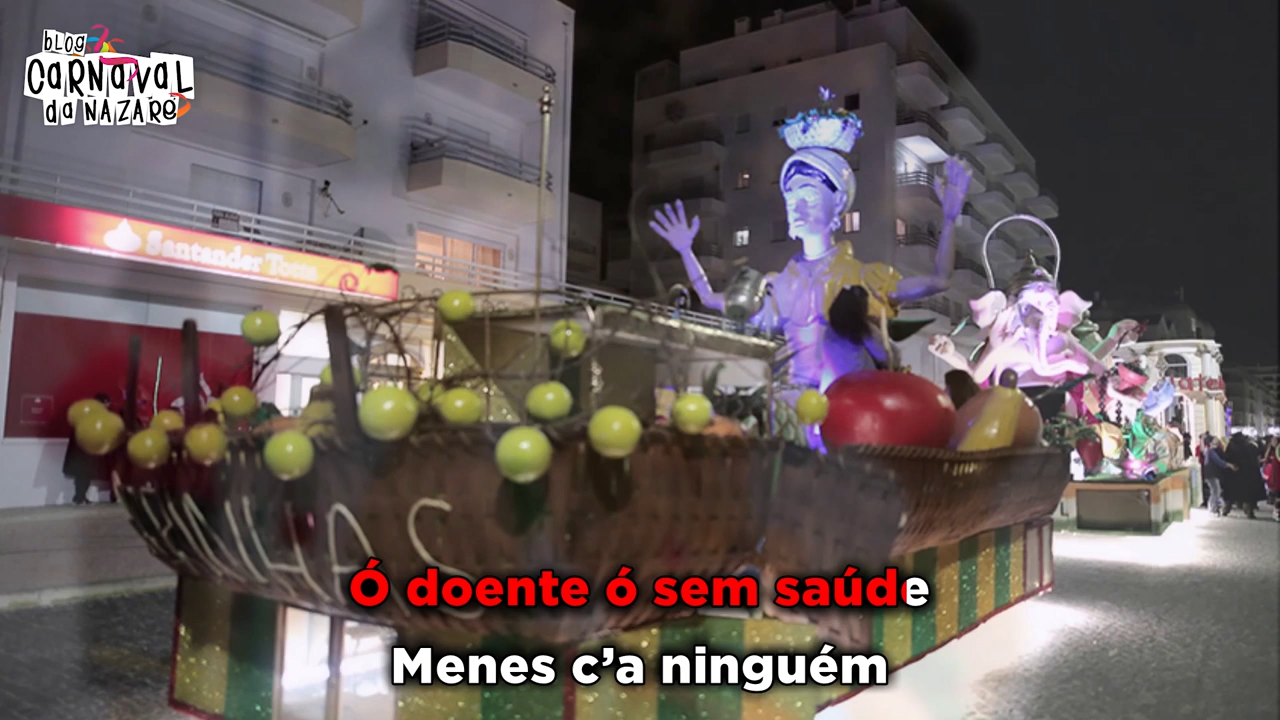 BLOG
CARNAVAL
da NAZARÉ
Santander Totta
Ó doente ó sem saúde
Menes c’a ninguém